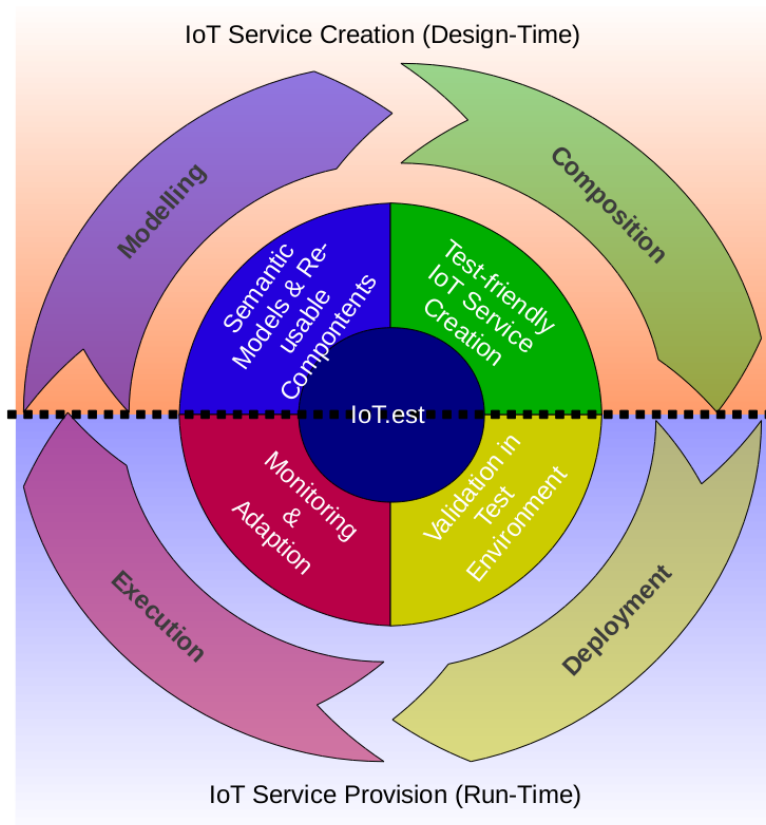 IoT Service Creation (Design-Time)
Modelling
Composition
Semantic
Models & Re-
usable
Compontents
Test-friendly
IoT Service
Creation
IoT.est
Monitoring
&
Adaption
Validation in
Test
Environment
Execution
Deployment
IoT Service Provision (Run-Time)